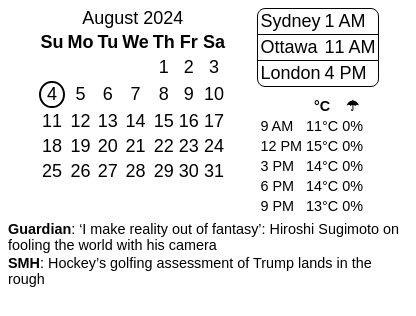 August 2024
Su Mo Tu We Th Fr Sa
1 2 3
4 5 6 7 8 9 10
11 12 13 14 15 16 17
18 19 20 21 22 23 24
25 26 27 28 29 30 31
Sydney 1 AM
Ottawa 11 AM
London 4 PM
°C ☂
9 AM 11°C 0%
12 PM 15°C 0%
3 PM 14°C 0%
6 PM 14°C 0%
9 PM 13°C 0%
Guardian: ‘I make reality out of fantasy’: Hiroshi Sugimoto on
fooling the world with his camera
SMH: Hockey’s golfing assessment of Trump lands in the
rough